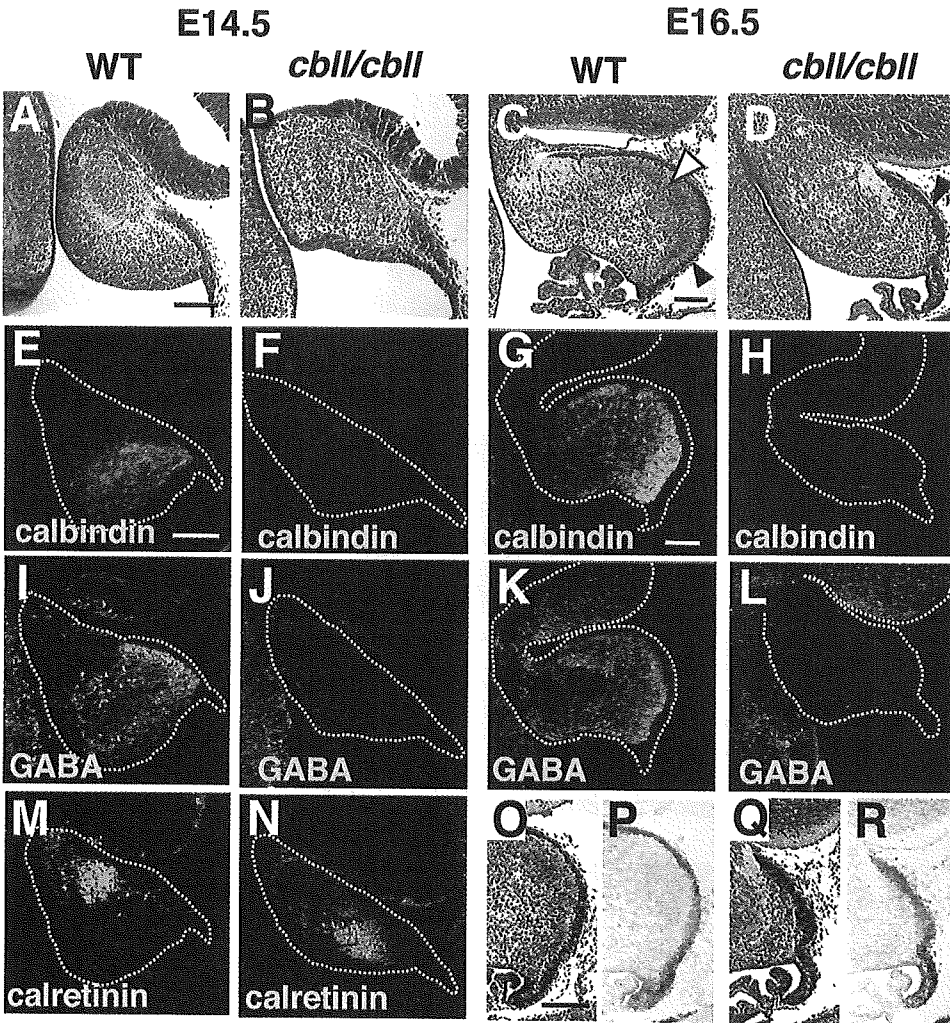 E14.5 E16.5
WT cbll/cbll WT cbll/cbll
A B C D
E F G H
calbindin calbindin calbindin calbindin
I J K L
GABA GABA GABA GABA
M N O P Q R
calretinin calretinin